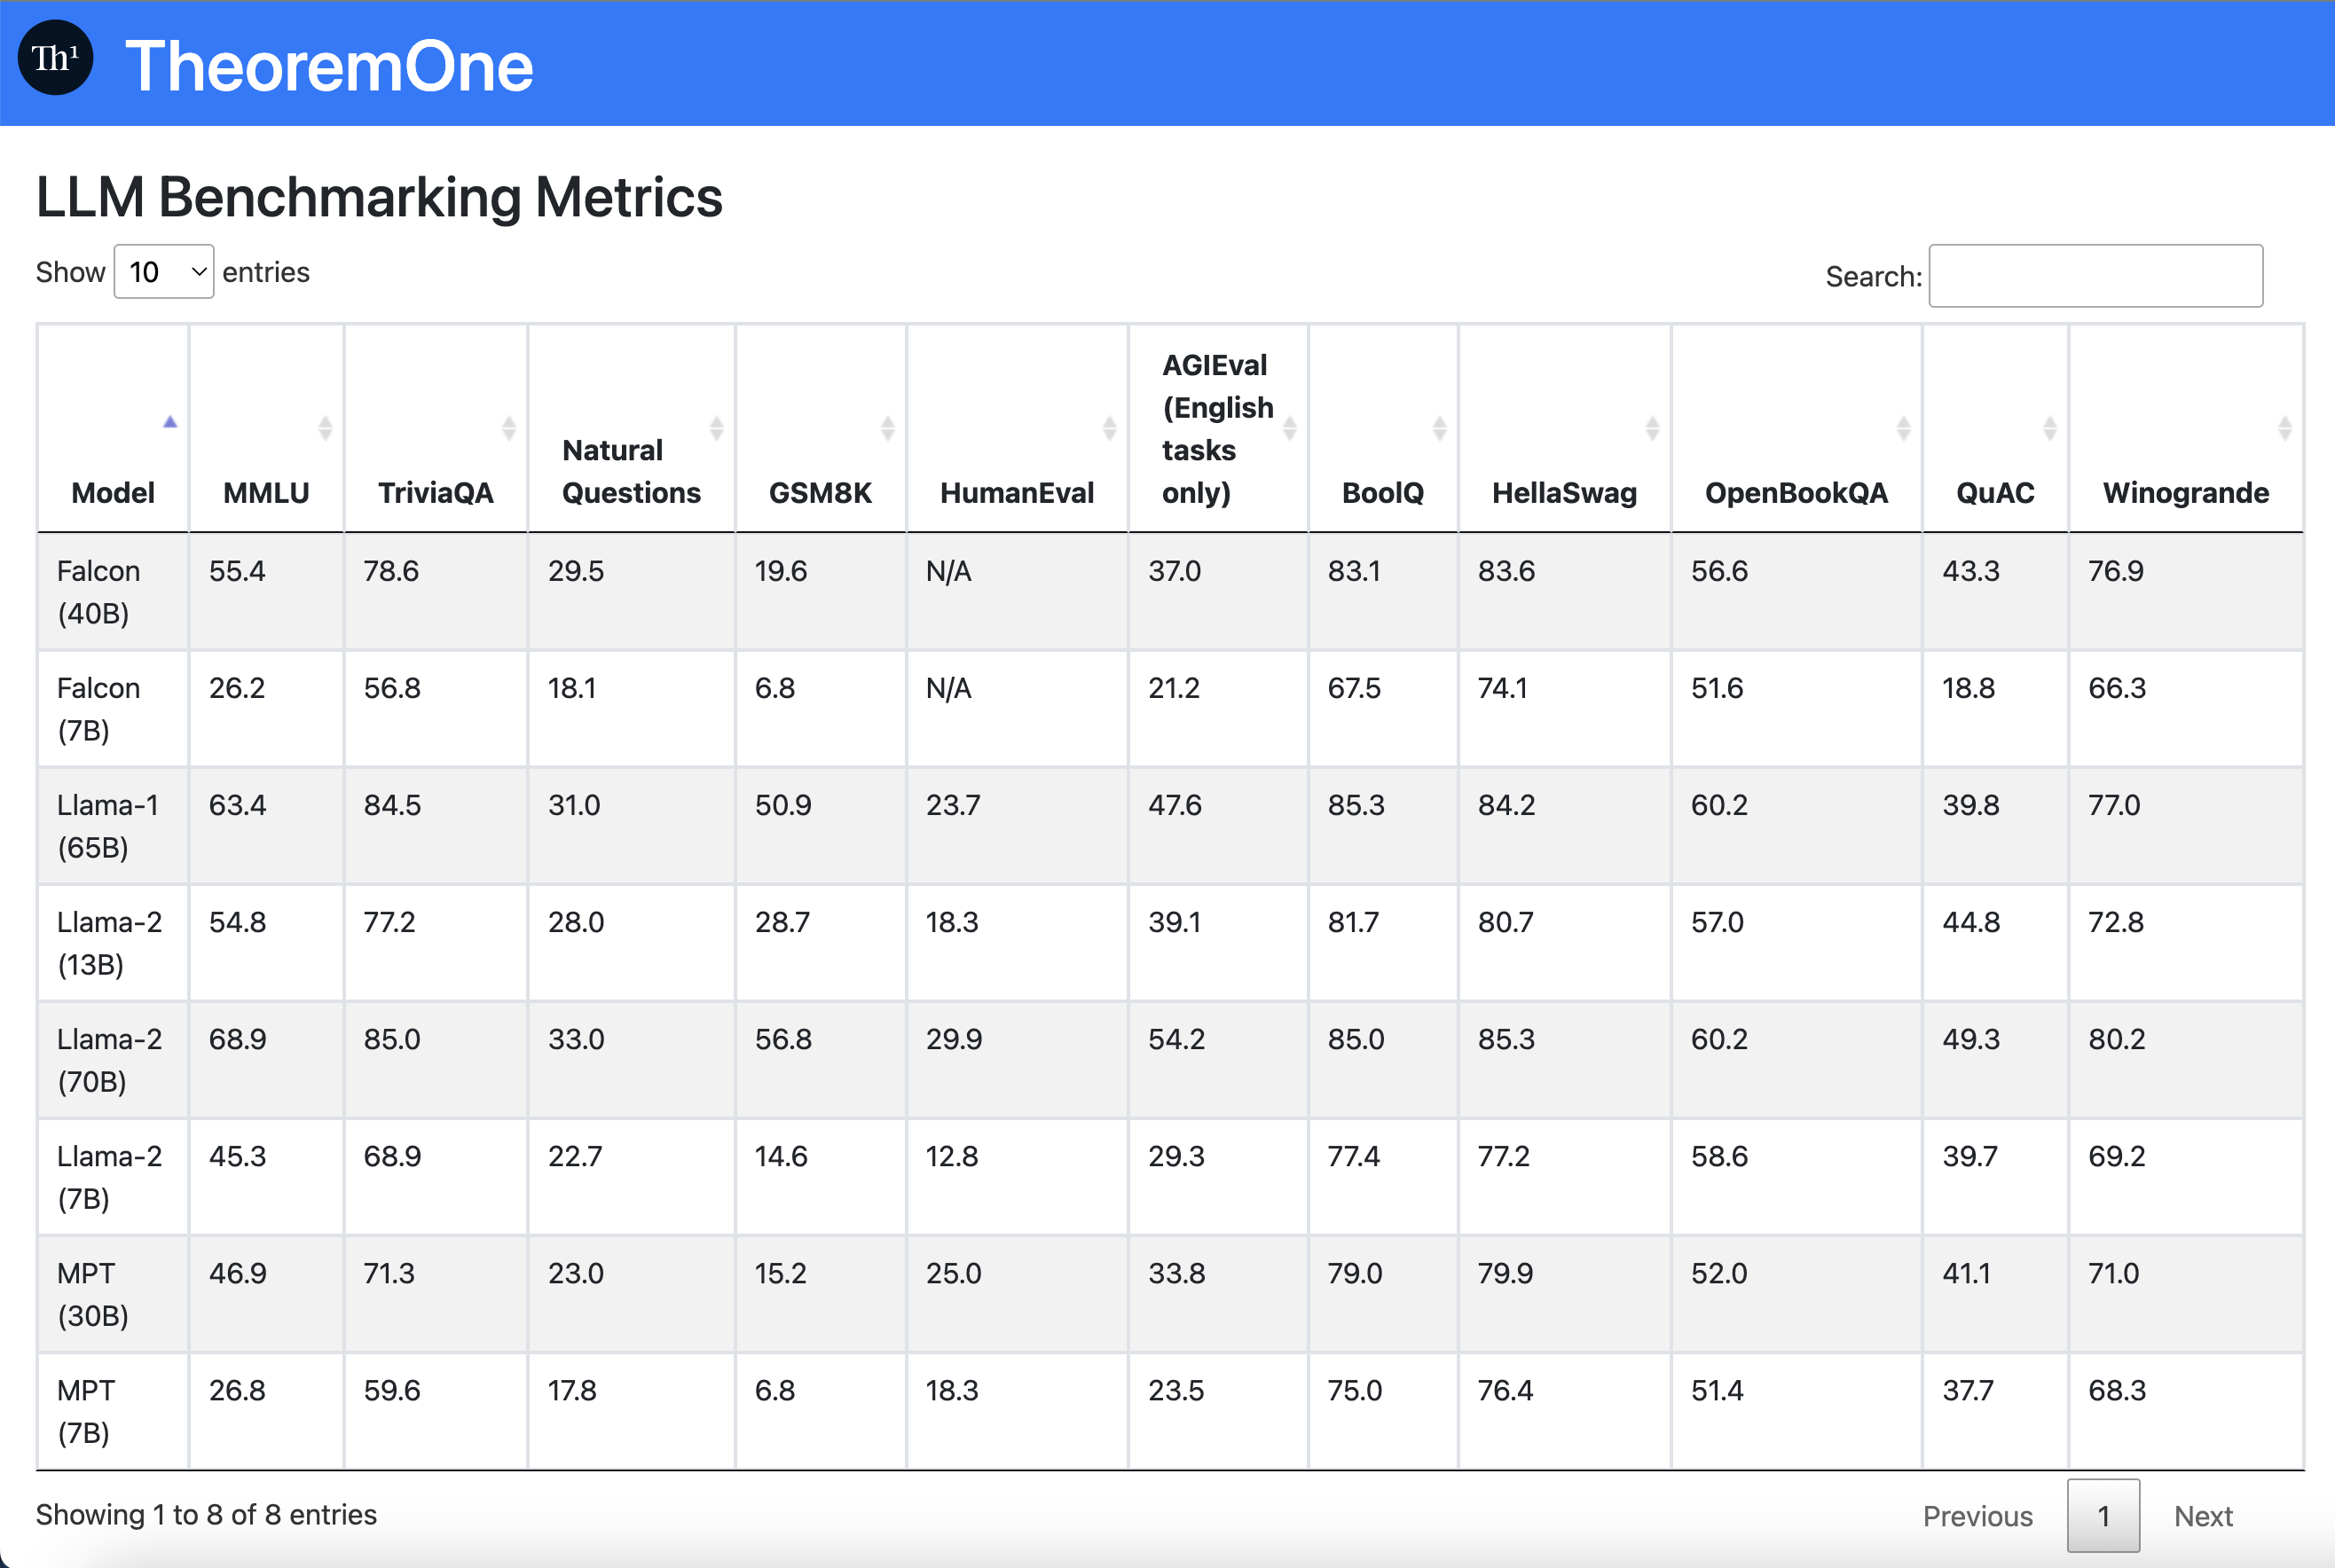 Th¹ TheoremOne
LLM Benchmarking Metrics
Show 10 entries
Search:
Model MMLU TriviaQA Natural Questions GSM8K HumanEval AGIEval (English tasks only) BoolQ HellaSwag OpenBookQA QuAC Winogrande
Falcon (40B) 55.4 78.6 29.5 19.6 N/A 37.0 83.1 83.6 56.6 43.3 76.9
Falcon (7B) 26.2 56.8 18.1 6.8 N/A 21.2 67.5 74.1 51.6 18.8 66.3
Llama-1 (65B) 63.4 84.5 31.0 50.9 23.7 47.6 85.3 84.2 60.2 39.8 77.0
Llama-2 (13B) 54.8 77.2 28.0 28.7 18.3 39.1 81.7 80.7 57.0 44.8 72.8
Llama-2 (70B) 68.9 85.0 33.0 56.8 29.9 54.2 85.0 85.3 60.2 49.3 80.2
Llama-2 (7B) 45.3 68.9 22.7 14.6 12.8 29.3 77.4 77.2 58.6 39.7 69.2
MPT (30B) 46.9 71.3 23.0 15.2 25.0 33.8 79.0 79.9 52.0 41.1 71.0
MPT (7B) 26.8 59.6 17.8 6.8 18.3 23.5 75.0 76.4 51.4 37.7 68.3
Showing 1 to 8 of 8 entries
Previous 1 Next